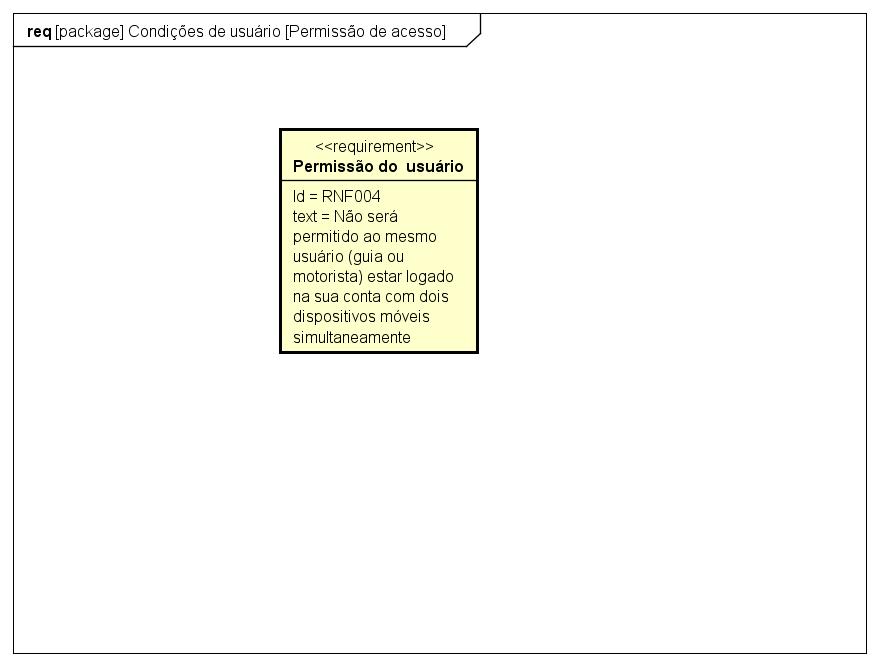 req [package] Condições de usuário [Permissão de acesso]
<<requirement>>
Permissão do  usuário
Id = RNF004
text = Não será
permitido ao mesmo
usuário (guia ou
motorista) estar logado
na sua conta com dois
dispositivos móveis
simultaneamente